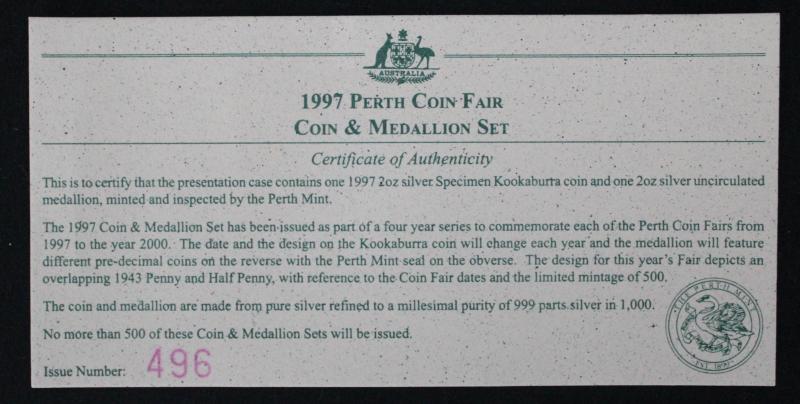 AUSTRALIA
1997 PERTH COIN FAIR
COIN & MEDALLION SET
Certificate of Authenticity
This is to certify that the presentation case contains one 1997 2oz silver Specimen Kookaburra coin and one 2oz silver uncirculated
medallion, minted and inspected by the Perth Mint.
The 1997 Coin & Medallion Set has been issued as part of a four year series to commemorate each of the Perth Coin Fairs from
1997 to the year 2000. The date and the design on the Kookaburra coin will change each year and the medallion will feature
different pre-decimal coins on the reverse with the Perth Mint seal on the obverse. The design for this year's Fair depicts an
overlapping 1943 Penny and Half Penny, with reference to the Coin Fair dates and the limited mintage of 500.
The coin and medallion are made from pure silver refined to a millesimal purity of 999 parts silver in 1,000.
No more than 500 of these Coin & Medallion Sets will be issued.
Issue Number: 496
THE PERTH MINT
EST. 1899